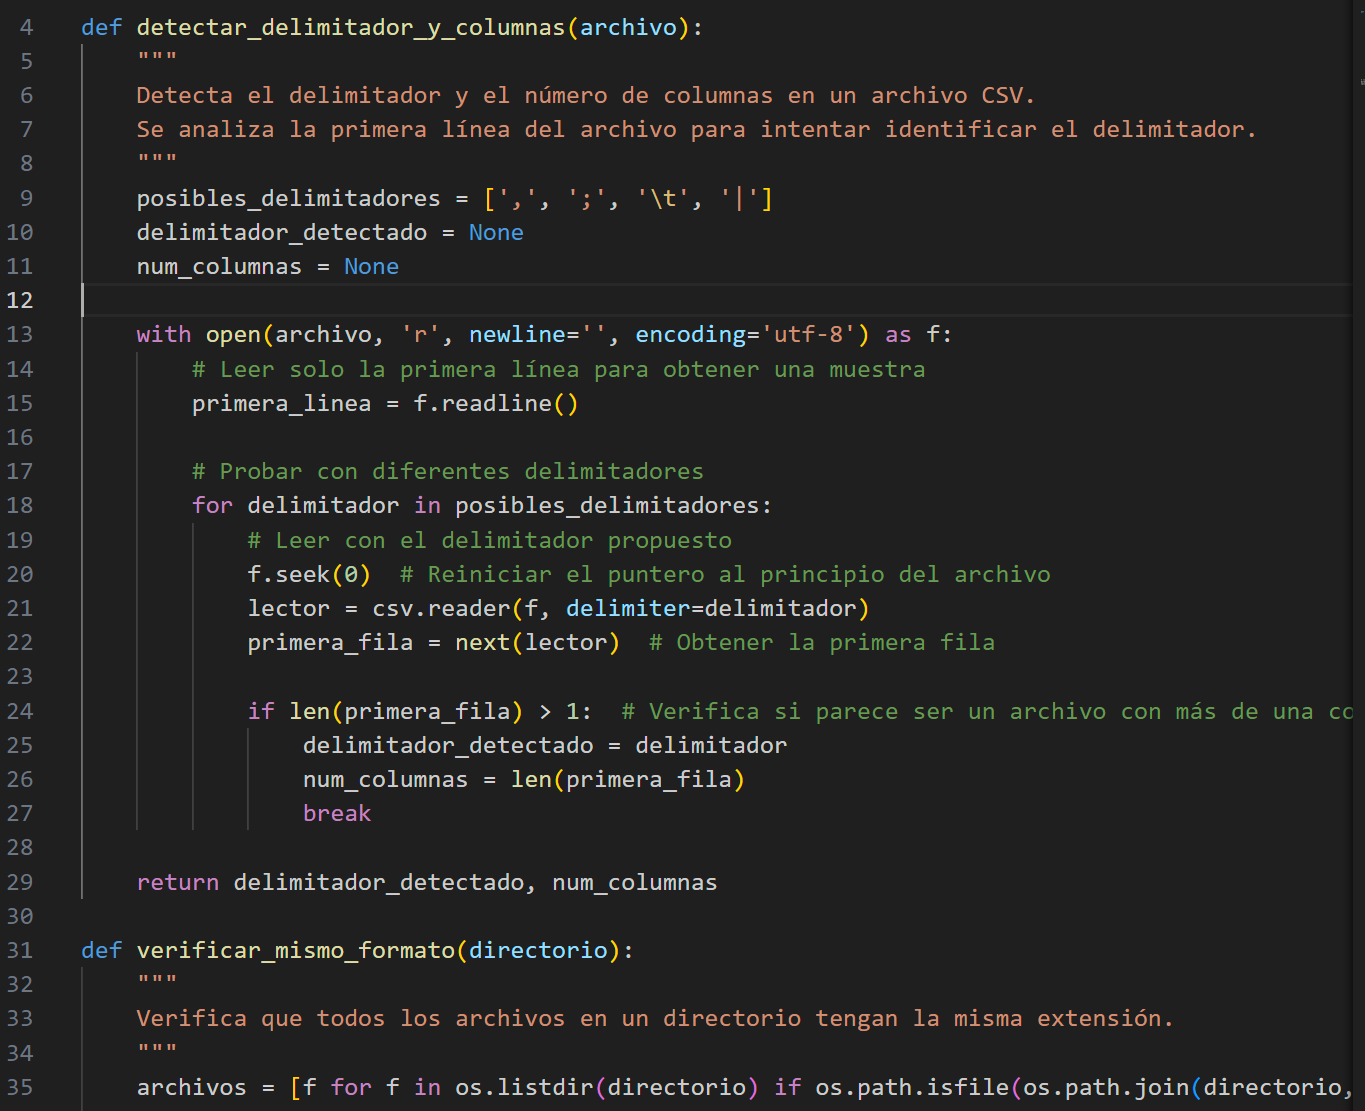 4 def detectar_delimitador_y_columnas(archivo):
5     """
6     Detecta el delimitador y el número de columnas en un archivo CSV.
7     Se analiza la primera línea del archivo para intentar identificar el delimitador.
8     """
9     posibles_delimitadores = [',', ';', '\t', '|']
10     delimitador_detectado = None
11     num_columnas = None
12
13     with open(archivo, 'r', newline='', encoding='utf-8') as f:
14         # Leer solo la primera línea para obtener una muestra
15         primera_linea = f.readline()
16
17         # Probar con diferentes delimitadores
18         for delimitador in posibles_delimitadores:
19             # Leer con el delimitador propuesto
20             f.seek(0)  # Reiniciar el puntero al principio del archivo
21             lector = csv.reader(f, delimiter=delimitador)
22             primera_fila = next(lector)  # Obtener la primera fila
23
24             if len(primera_fila) > 1:  # Verifica si parece ser un archivo con más de una co
25                 delimitador_detectado = delimitador
26                 num_columnas = len(primera_fila)
27                 break
28
29     return delimitador_detectado, num_columnas
30
31 def verificar_mismo_formato(directorio):
32     """
33     Verifica que todos los archivos en un directorio tengan la misma extensión.
34     """
35     archivos = [f for f in os.listdir(directorio) if os.path.isfile(os.path.join(directorio,